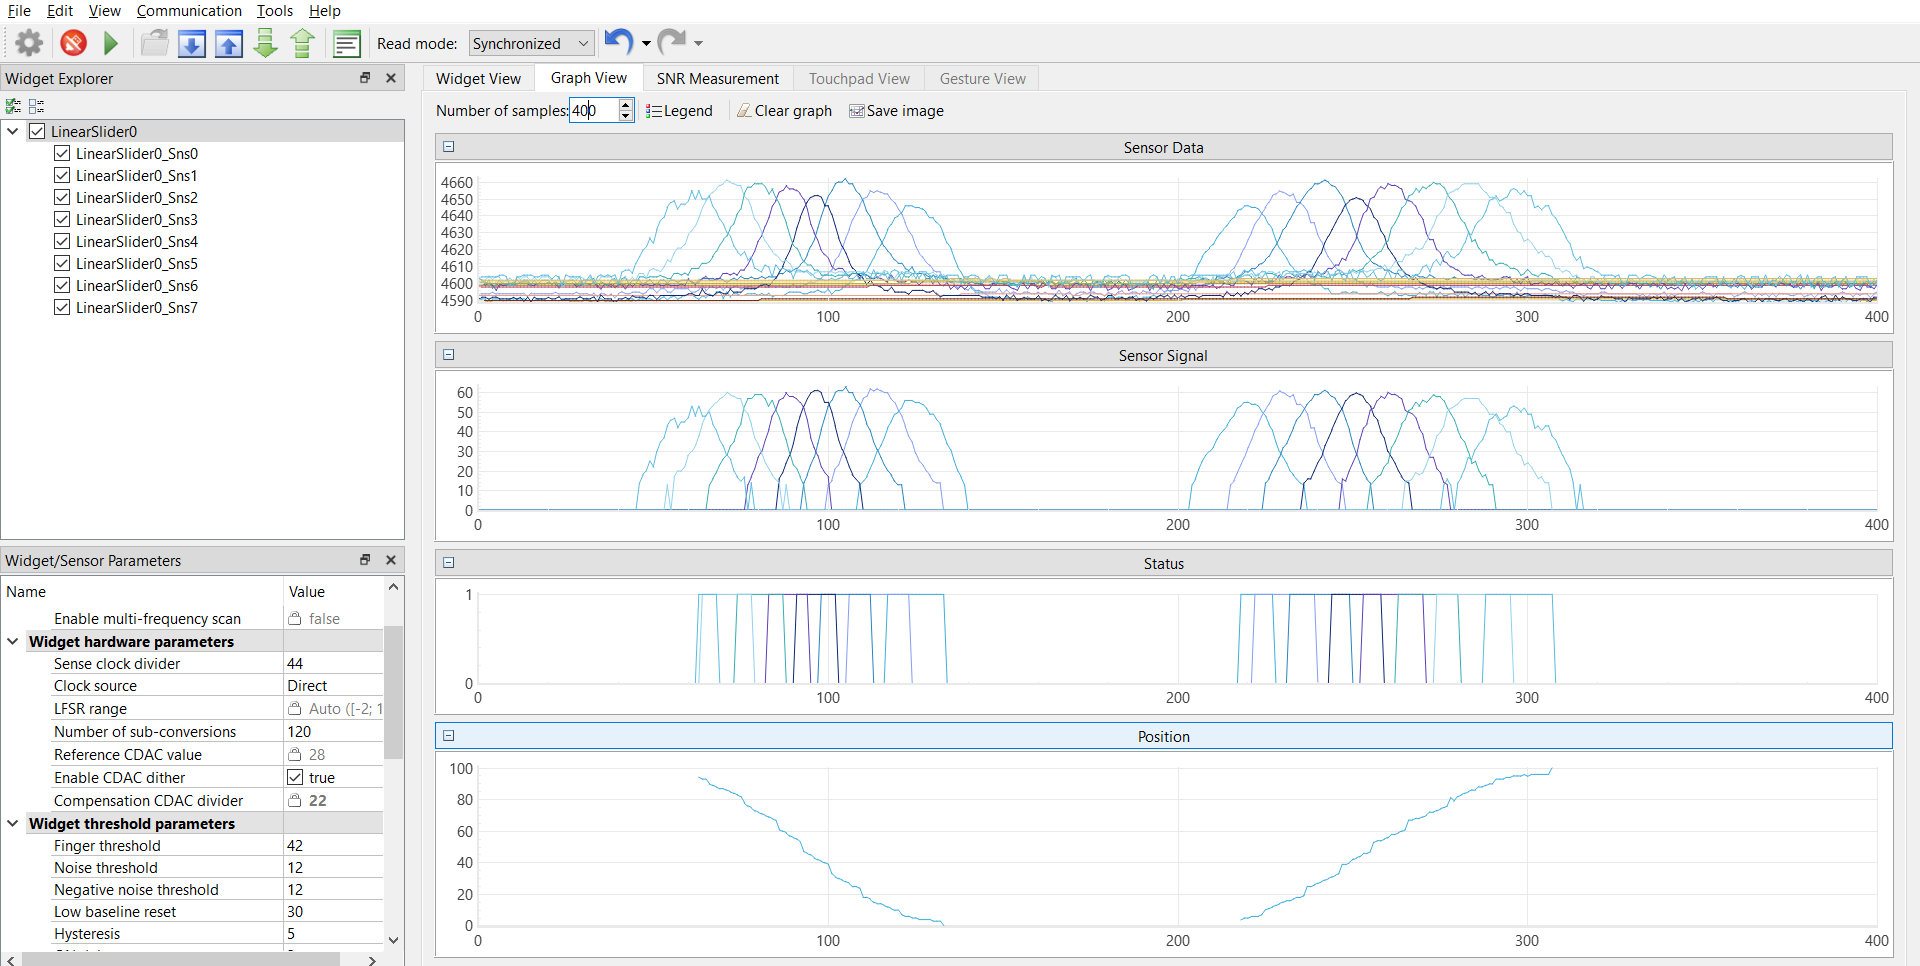 File Edit View Communication Tools Help
Read mode: Synchronized
Widget Explorer
LinearSlider0
LinearSlider0_Sns0
LinearSlider0_Sns1
LinearSlider0_Sns2
LinearSlider0_Sns3
LinearSlider0_Sns4
LinearSlider0_Sns5
LinearSlider0_Sns6
LinearSlider0_Sns7
Widget/Sensor Parameters
Name Value
Enable multi-frequency scan false
Widget hardware parameters
Sense clock divider 44
Clock source Direct
LFSR range Auto ([-2; 1
Number of sub-conversions 120
Reference CDAC value 28
Enable CDAC dither true
Compensation CDAC divider 22
Widget threshold parameters
Finger threshold 42
Noise threshold 12
Negative noise threshold 12
Low baseline reset 30
Hysteresis 5
Widget View Graph View SNR Measurement Touchpad View Gesture View
Number of samples: 400 Legend Clear graph Save image
Sensor Data
4660
4650
4640
4630
4620
4610
4600
4590
0 100 200 300 400
Sensor Signal
60
50
40
30
20
10
0
0 100 200 300 400
Status
1
0
0 100 200 300 400
Position
100
80
60
40
20
0
0 100 200 300 400